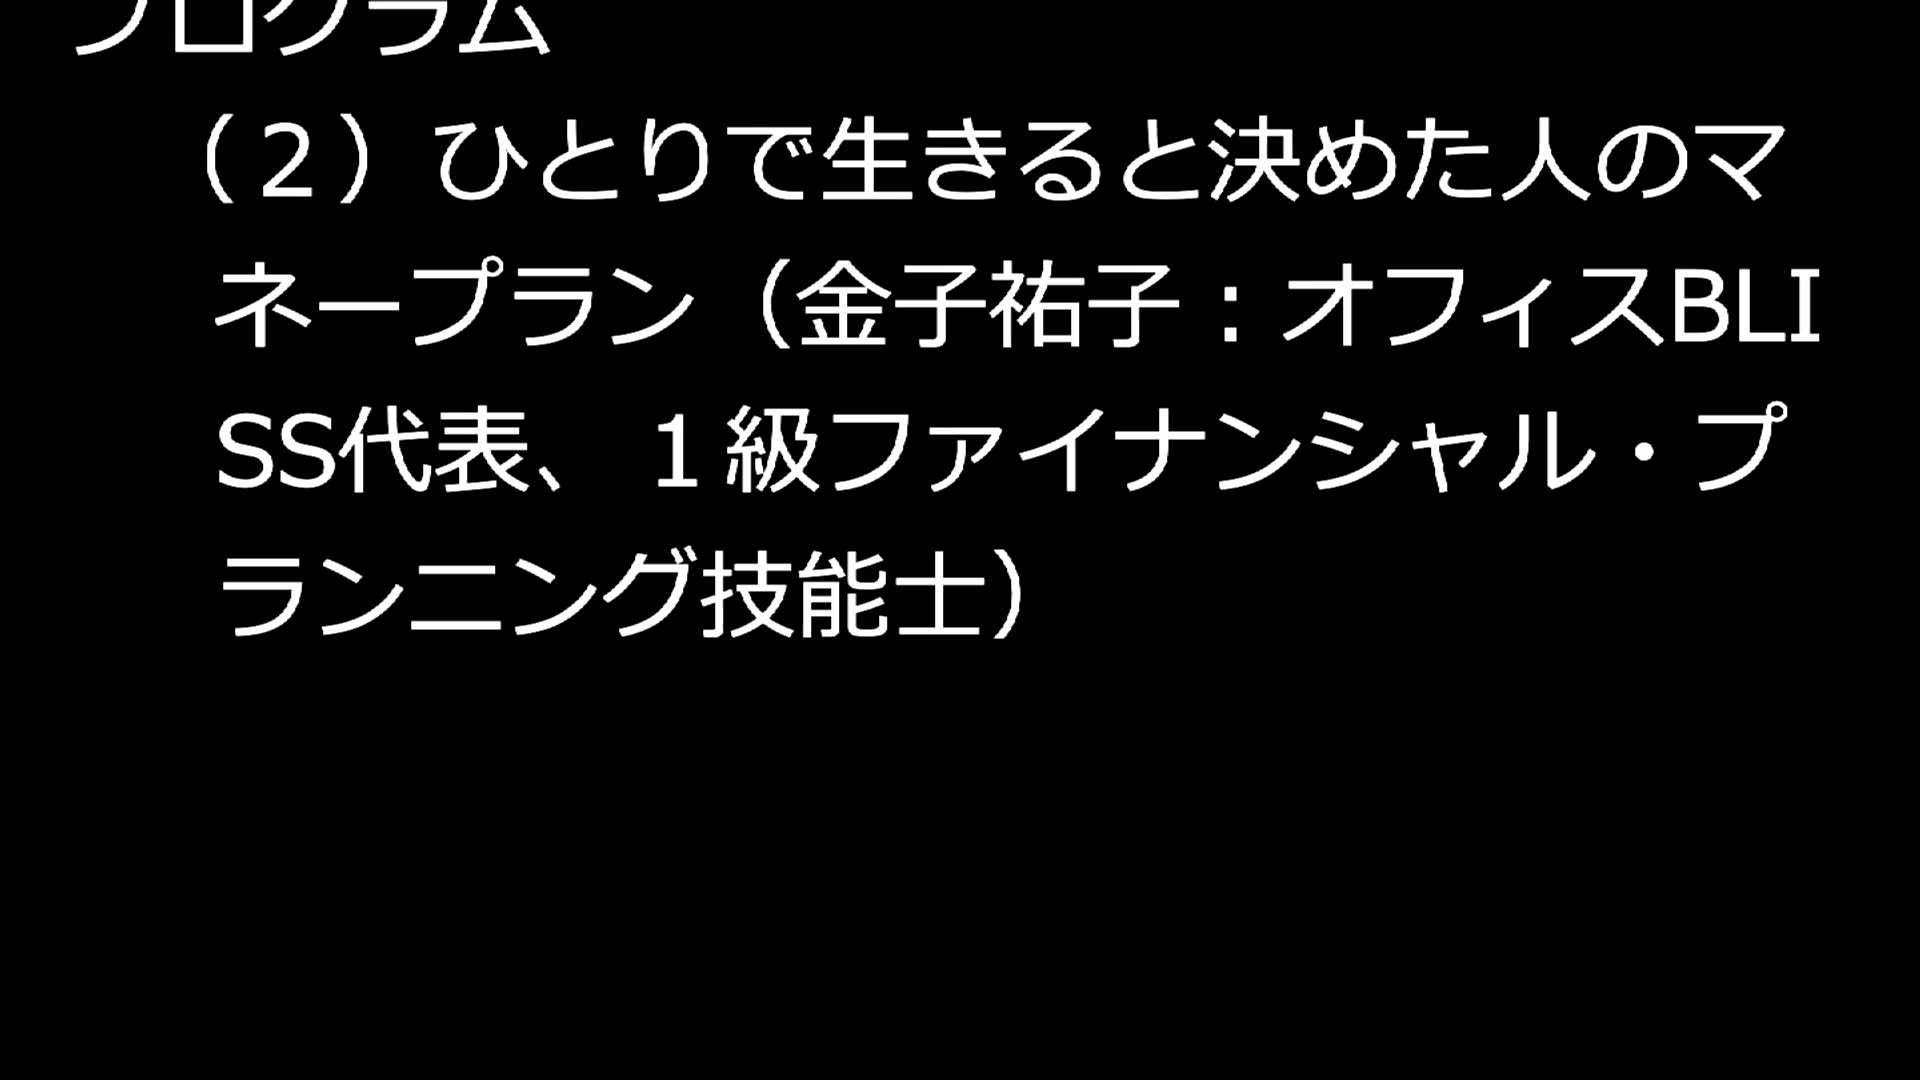 プログラム
（２）ひとりで生きると決めた人のマ
ネープラン（金子祐子：オフィスBLI
SS代表、１級ファイナンシャル・プ
ランニング技能士）